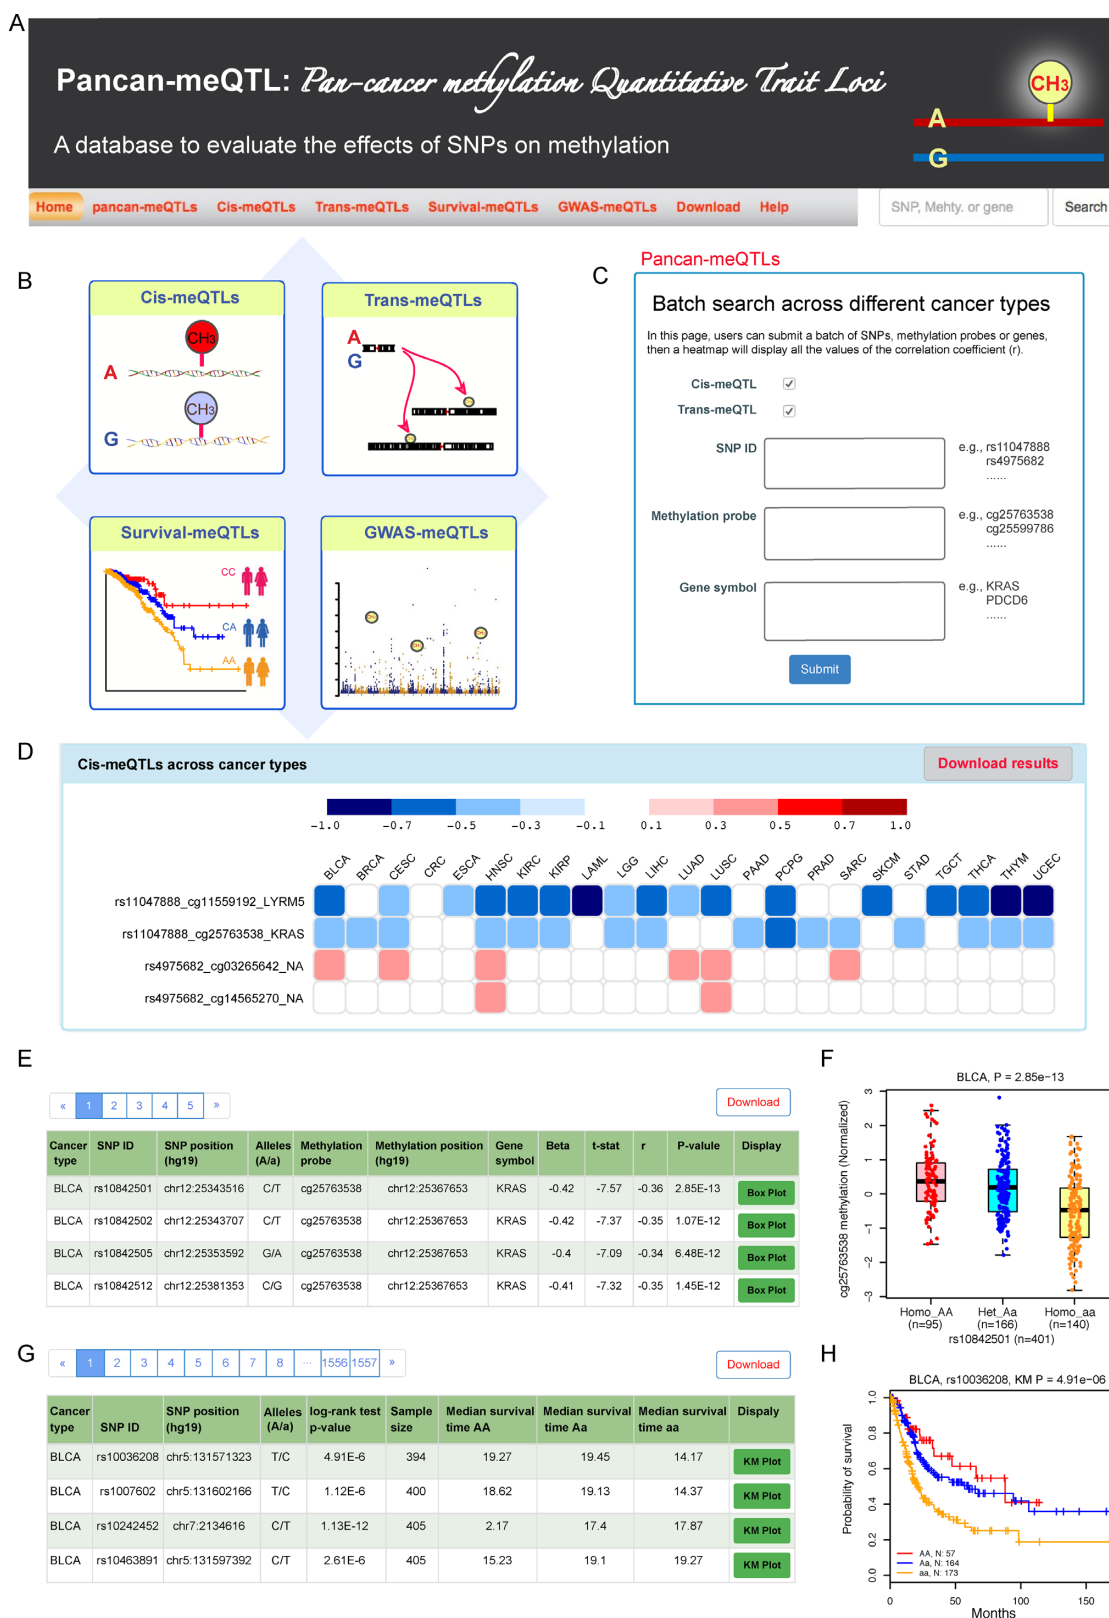 A
Pancan-meQTL: Pan-cancer methylation Quantitative Trait Loci
A database to evaluate the effects of SNPs on methylation
CH3
A
G
Home pancan-meQTLs Cis-meQTLs Trans-meQTLs Survival-meQTLs GWAS-meQTLs Download Help
SNP, Mehty. or gene Search
B
Cis-meQTLs
CH3
A
CH3
G
Trans-meQTLs
A
G
Survival-meQTLs
CC
CA
AA
GWAS-meQTLs
C
Pancan-meQTLs
Batch search across different cancer types
In this page, users can submit a batch of SNPs, methylation probes or genes,
then a heatmap will display all the values of the correlation coefficient (r).
Cis-meQTL
Trans-meQTL
SNP ID e.g., rs11047888
rs4975682
......
Methylation probe e.g., cg25763538
cg25599786
......
Gene symbol e.g., KRAS
PDCD6
......
Submit
D
Cis-meQTLs across cancer types Download results
-1.0 -0.7 -0.5 -0.3 -0.1 0.1 0.3 0.5 0.7 1.0
BLCA BRCA CESC CRC ESCA HNSC KIRC KIRP LAML LGG LIHC LUAD LUSC PAAD PCPG PRAD SARC SKCM STAD TGCT THCA THYM UCEC
rs11047888_cg11559192_LYRM5
rs11047888_cg25763538_KRAS
rs4975682_cg03265642_NA
rs4975682_cg14565270_NA
E
« 1 2 3 4 5 »
Download
Cancer type SNP ID SNP position (hg19) Alleles (A/a) Methylation probe Methylation position (hg19) Gene symbol Beta t-stat r P-valule Display
BLCA rs10842501 chr12:25343516 C/T cg25763538 chr12:25367653 KRAS -0.42 -7.57 -0.36 2.85E-13 Box Plot
BLCA rs10842502 chr12:25343707 C/T cg25763538 chr12:25367653 KRAS -0.42 -7.37 -0.35 1.07E-12 Box Plot
BLCA rs10842505 chr12:25353592 G/A cg25763538 chr12:25367653 KRAS -0.4 -7.09 -0.34 6.48E-12 Box Plot
BLCA rs10842512 chr12:25381353 C/G cg25763538 chr12:25367653 KRAS -0.41 -7.32 -0.35 1.45E-12 Box Plot
F
BLCA, P = 2.85e−13
cg25763538 methylation (Normalized)
3
2
1
0
−1
−2
−3
Homo_AA Het_Aa Homo_aa
(n=95) (n=166) (n=140)
rs10842501 (n=401)
G
« 1 2 3 4 5 6 7 8 ... 1556 1557 »
Download
Cancer type SNP ID SNP position (hg19) Alleles (A/a) log-rank test p-value Sample size Median survival time AA Median survival time Aa Median survival time aa Dispaly
BLCA rs10036208 chr5:131571323 T/C 4.91E-6 394 19.27 19.45 14.17 KM Plot
BLCA rs1007602 chr5:131602166 T/C 1.12E-6 400 18.62 19.13 14.37 KM Plot
BLCA rs10242452 chr7:2134616 C/T 1.13E-12 405 2.17 17.4 17.87 KM Plot
BLCA rs10463891 chr5:131597392 C/T 2.61E-6 405 15.23 19.1 19.27 KM Plot
H
BLCA, rs10036208, KM P = 4.91e−06
Probability of survival
1.0
0.8
0.6
0.4
0.2
0.0
AA, N: 57
Aa, N: 164
aa, N: 173
0 50 100 150
Months